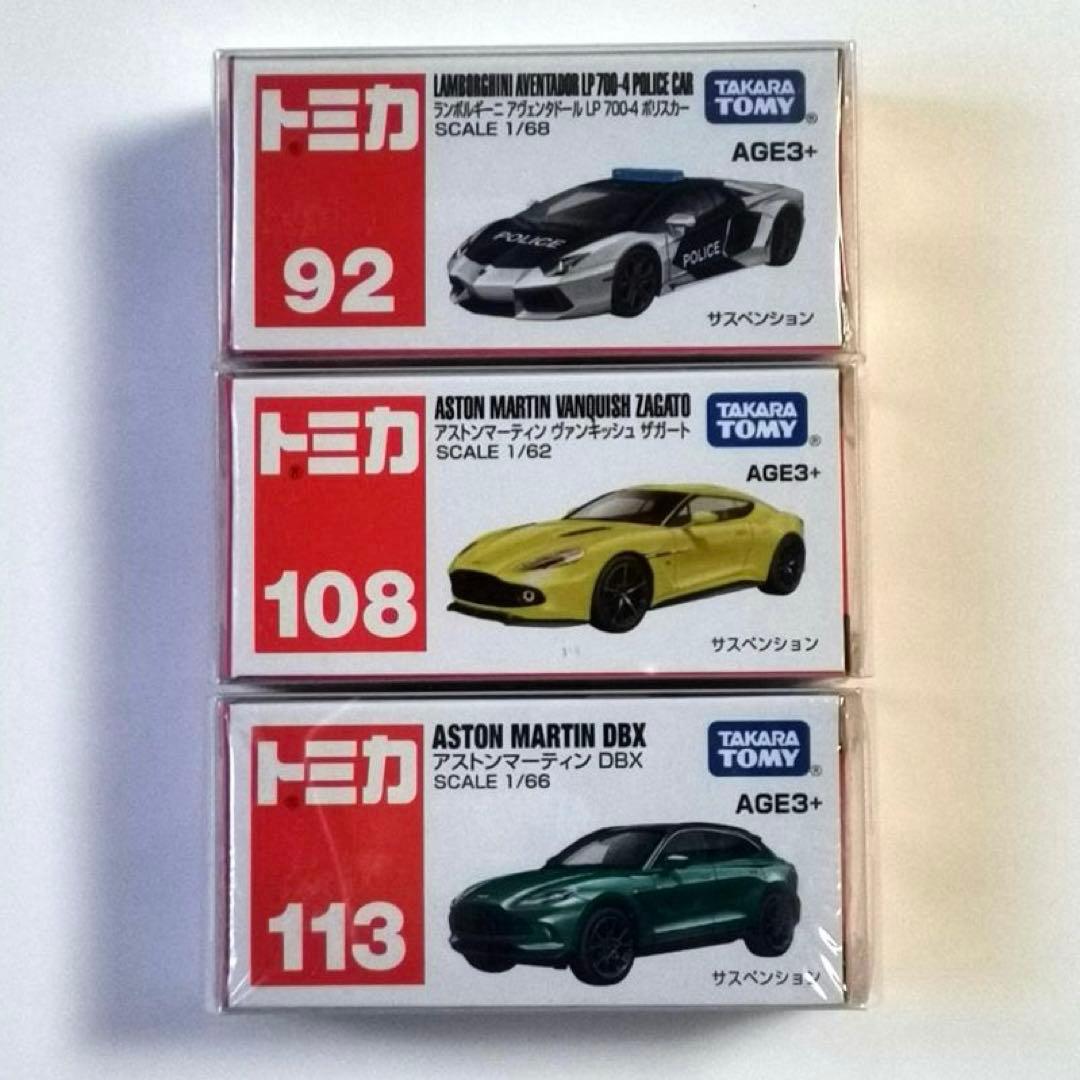 トミカ
92
LAMBORGHINI AVENTADOR LP 700-4 POLICE CAR
ランボルギーニ アヴェンタドール LP 700-4 ポリスカー
SCALE 1/68
TAKARA
TOMY®
AGE3+
POLICE
POLICE
サスペンション
トミカ
108
ASTON MARTIN VANQUISH ZAGATO
アストンマーティン ヴァンキッシュ ザガート
SCALE 1/62
TAKARA
TOMY®
AGE3+
サスペンション
トミカ
113
ASTON MARTIN DBX
アストンマーティン DBX
SCALE 1/66
TAKARA
TOMY®
AGE3+
サスペンション